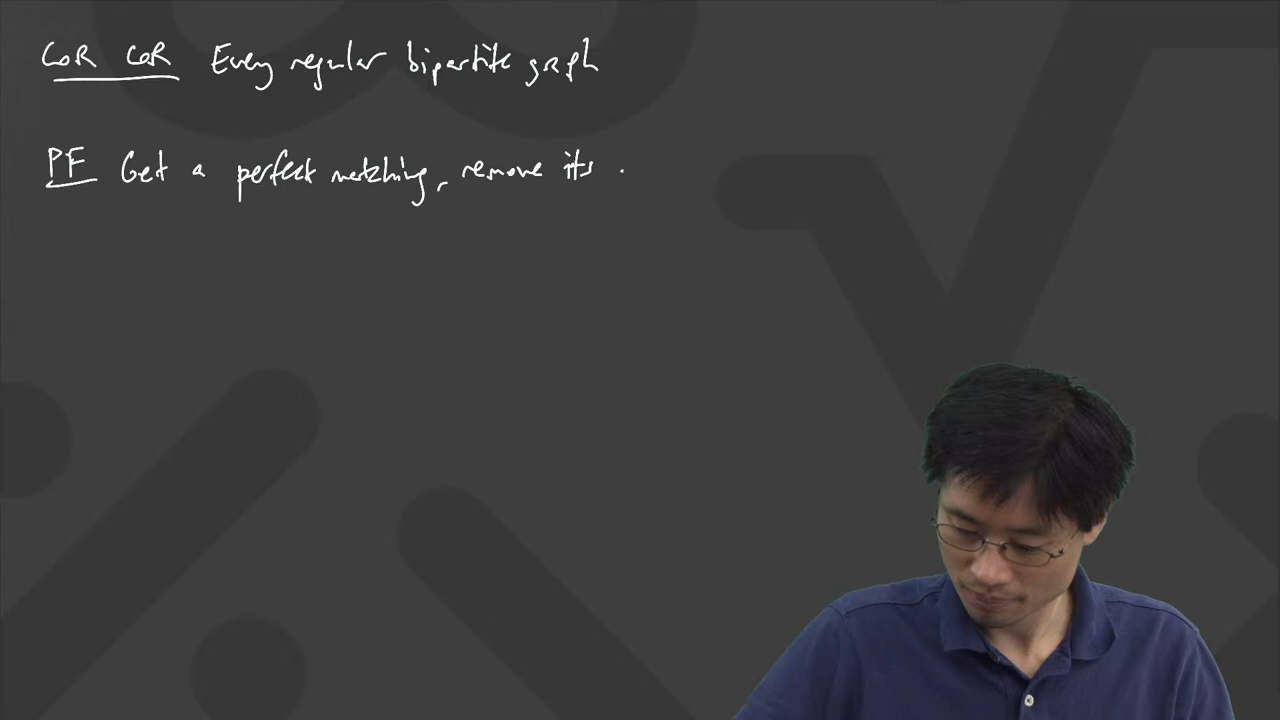 COR COR Every regular bipartite graph
PF Get a perfect matching, remove its